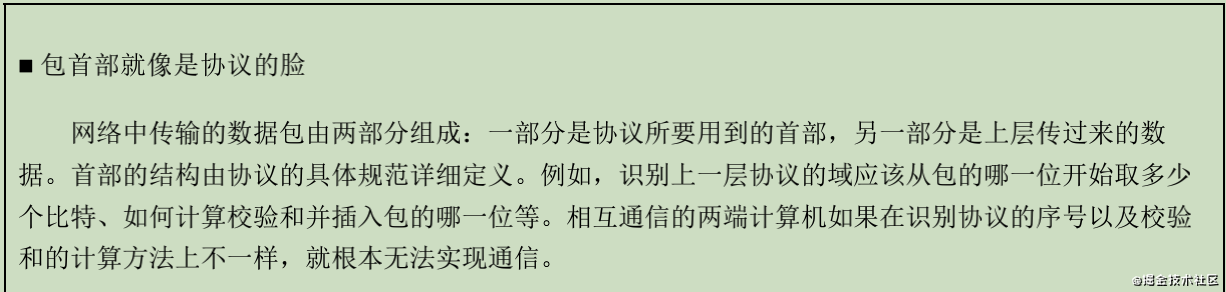 ■ 包首部就像是协议的脸
网络中传输的数据包由两部分组成：一部分是协议所要用到的首部，另一部分是上层传过来的数
据。首部的结构由协议的具体规范详细定义。例如，识别上一层协议的域应该从包的哪一位开始取多少
个比特、如何计算校验和并插入包的哪一位等。相互通信的两端计算机如果在识别协议的序号以及校验
和的计算方法上不一样，就根本无法实现通信。
@掘金技术社区